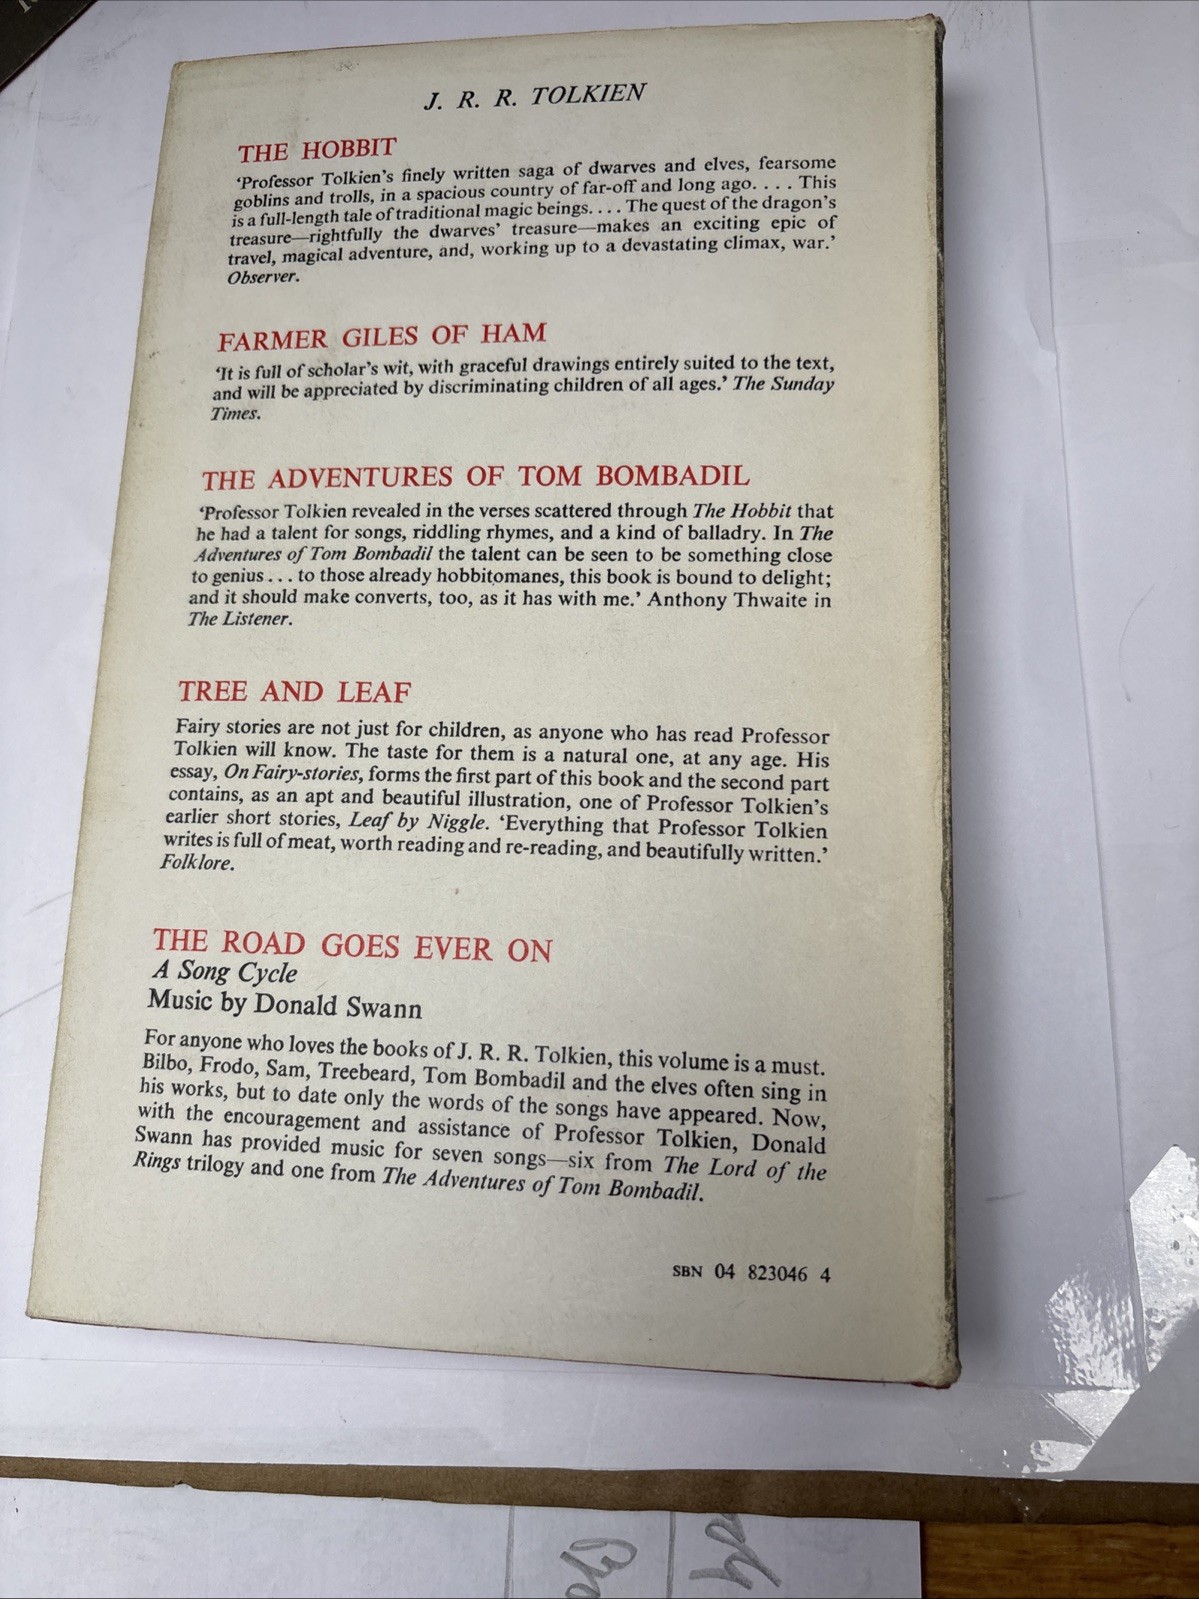 J. R. R. TOLKIEN
THE HOBBIT
‘Professor Tolkien’s finely written saga of dwarves and elves, fearsome
goblins and trolls, in a spacious country of far-off and long ago. . . . This
is a full-length tale of traditional magic beings. . . . The quest of the dragon’s
treasure—rightfully the dwarves’ treasure—makes an exciting epic of
travel, magical adventure, and, working up to a devastating climax, war.’
Observer.
FARMER GILES OF HAM
‘It is full of scholar’s wit, with graceful drawings entirely suited to the text,
and will be appreciated by discriminating children of all ages.’ The Sunday
Times.
THE ADVENTURES OF TOM BOMBADIL
‘Professor Tolkien revealed in the verses scattered through The Hobbit that
he had a talent for songs, riddling rhymes, and a kind of balladry. In The
Adventures of Tom Bombadil the talent can be seen to be something close
to genius . . . to those already hobbitomanes, this book is bound to delight;
and it should make converts, too, as it has with me.’ Anthony Thwaite in
The Listener.
TREE AND LEAF
Fairy stories are not just for children, as anyone who has read Professor
Tolkien will know. The taste for them is a natural one, at any age. His
essay, On Fairy-stories, forms the first part of this book and the second part
contains, as an apt and beautiful illustration, one of Professor Tolkien’s
earlier short stories, Leaf by Niggle. ‘Everything that Professor Tolkien
writes is full of meat, worth reading and re-reading, and beautifully written.’
Folklore.
THE ROAD GOES EVER ON
A Song Cycle
Music by Donald Swann
For anyone who loves the books of J. R. R. Tolkien, this volume is a must.
Bilbo, Frodo, Sam, Treebeard, Tom Bombadil and the elves often sing in
his works, but to date only the words of the songs have appeared. Now,
with the encouragement and assistance of Professor Tolkien, Donald
Swann has provided music for seven songs—six from The Lord of the
Rings trilogy and one from The Adventures of Tom Bombadil.
SBN 04 823046 4